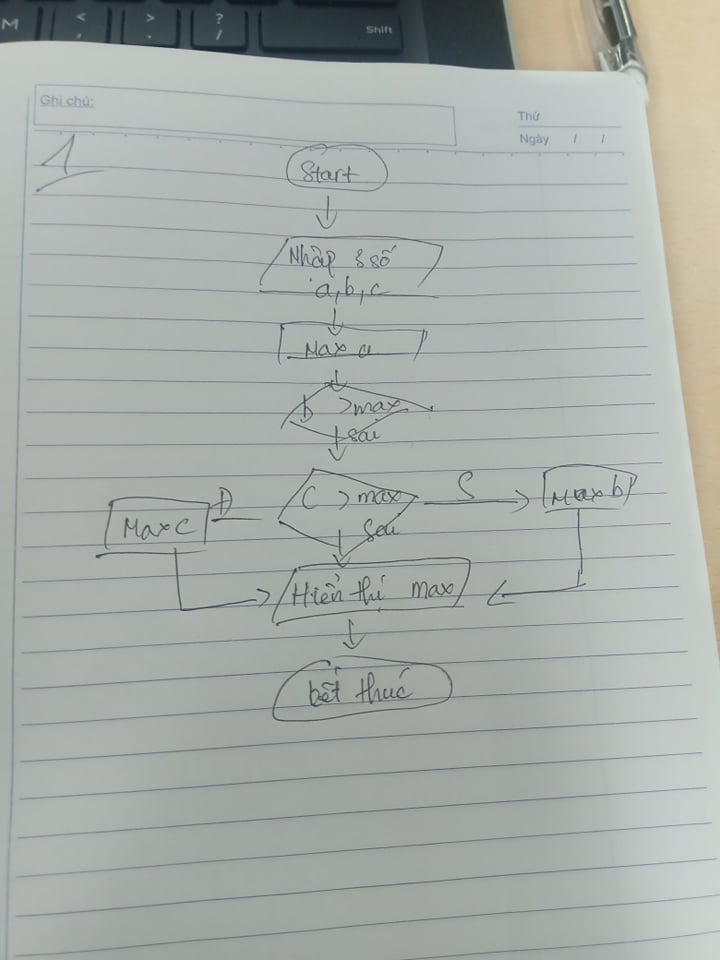 M
<
,
>
.
?
/
Shift
Ghi chú:
Thứ
Ngày / /
1
Start
Nhập 3 số
a, b, c
Max a
b > max
sai
C > max
S
Max b
Đ
Max c
sai
Hiển thị max
kết thúc